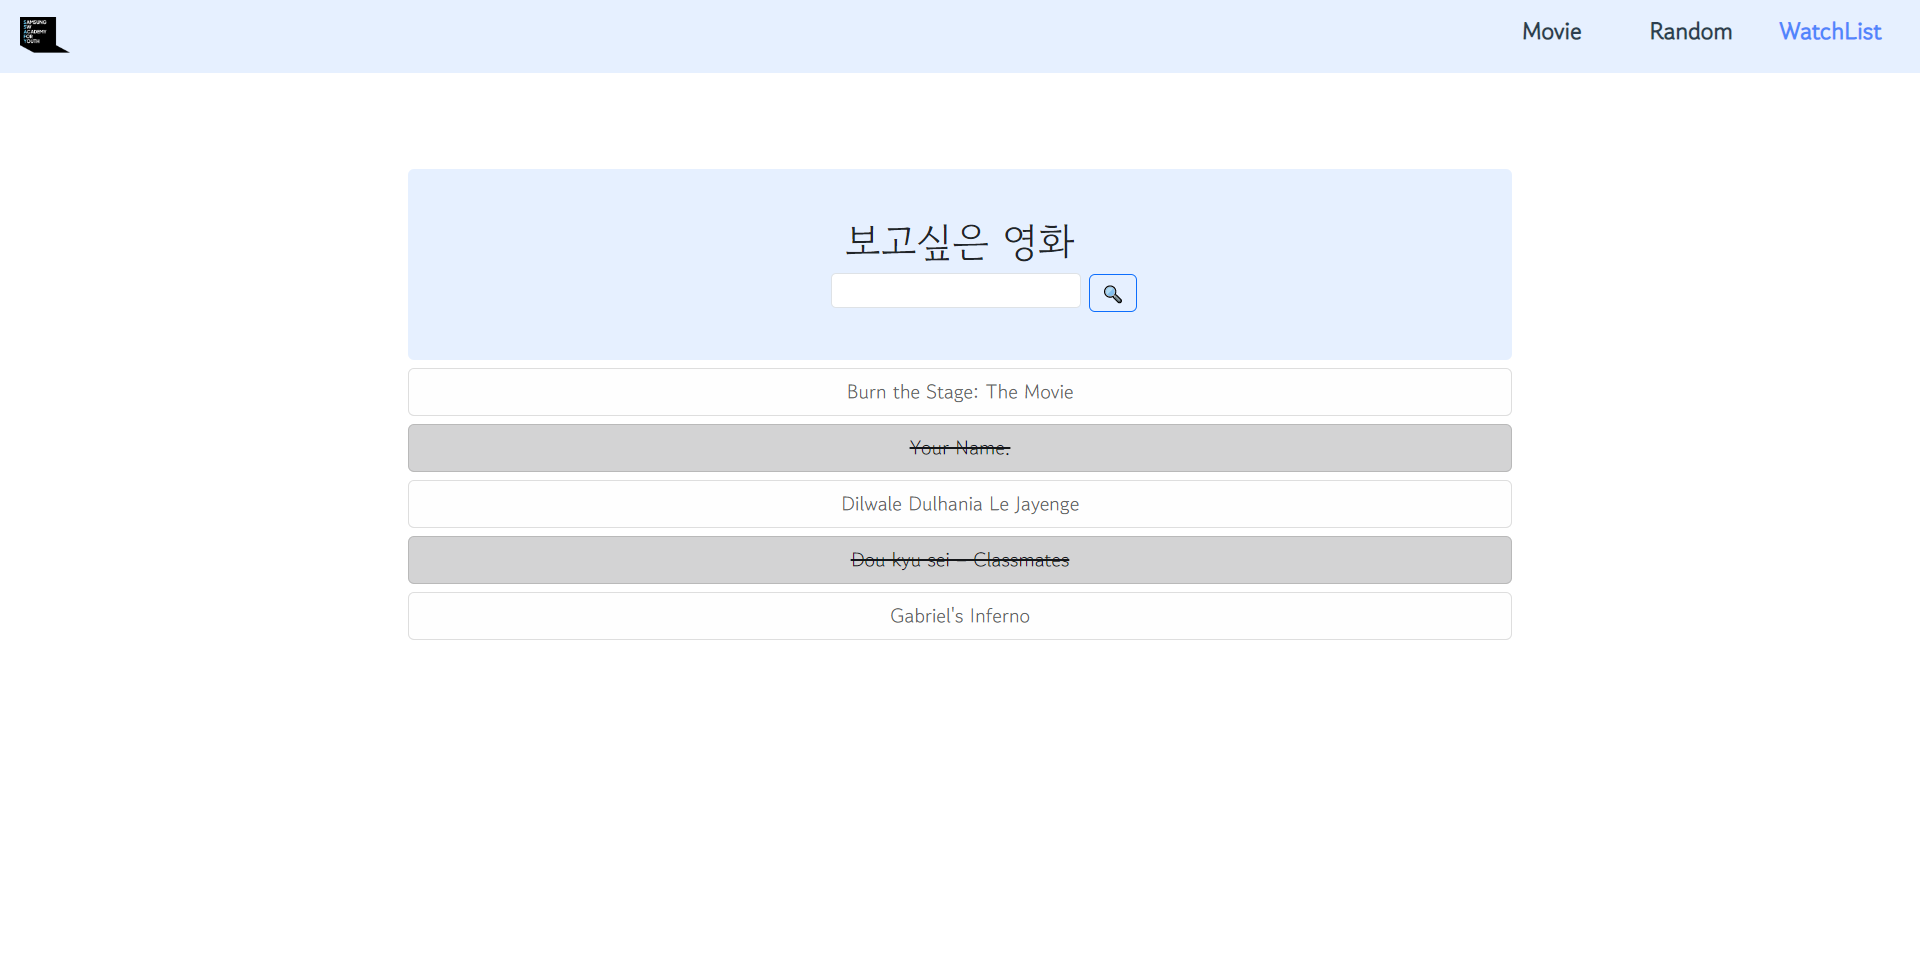 SAMSUNG
SW
ACADEMY
FOR
YOUTH
Movie Random WatchList
보고싶은 영화
Burn the Stage: The Movie
Your Name.
Dilwale Dulhania Le Jayenge
Dou kyu sei – Classmates
Gabriel's Inferno